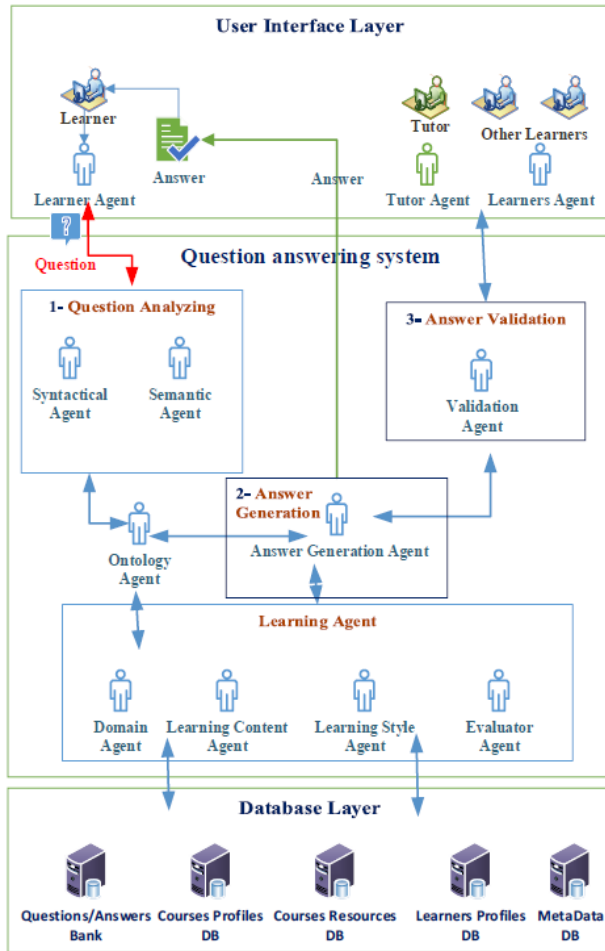 User Interface Layer
Learner
Tutor
Other Learners
Learner Agent
Answer
Answer
Tutor Agent
Learners Agent
?
Question
Question answering system
1- Question Analyzing
Syntactical
Agent
Semantic
Agent
3- Answer Validation
Validation
Agent
2- Answer
Generation
Answer Generation Agent
Ontology
Agent
Learning Agent
Domain
Agent
Learning Content
Agent
Learning Style
Agent
Evaluator
Agent
Database Layer
Questions/Answers
Bank
Courses Profiles
DB
Courses Resources
DB
Learners Profiles
DB
MetaData
DB